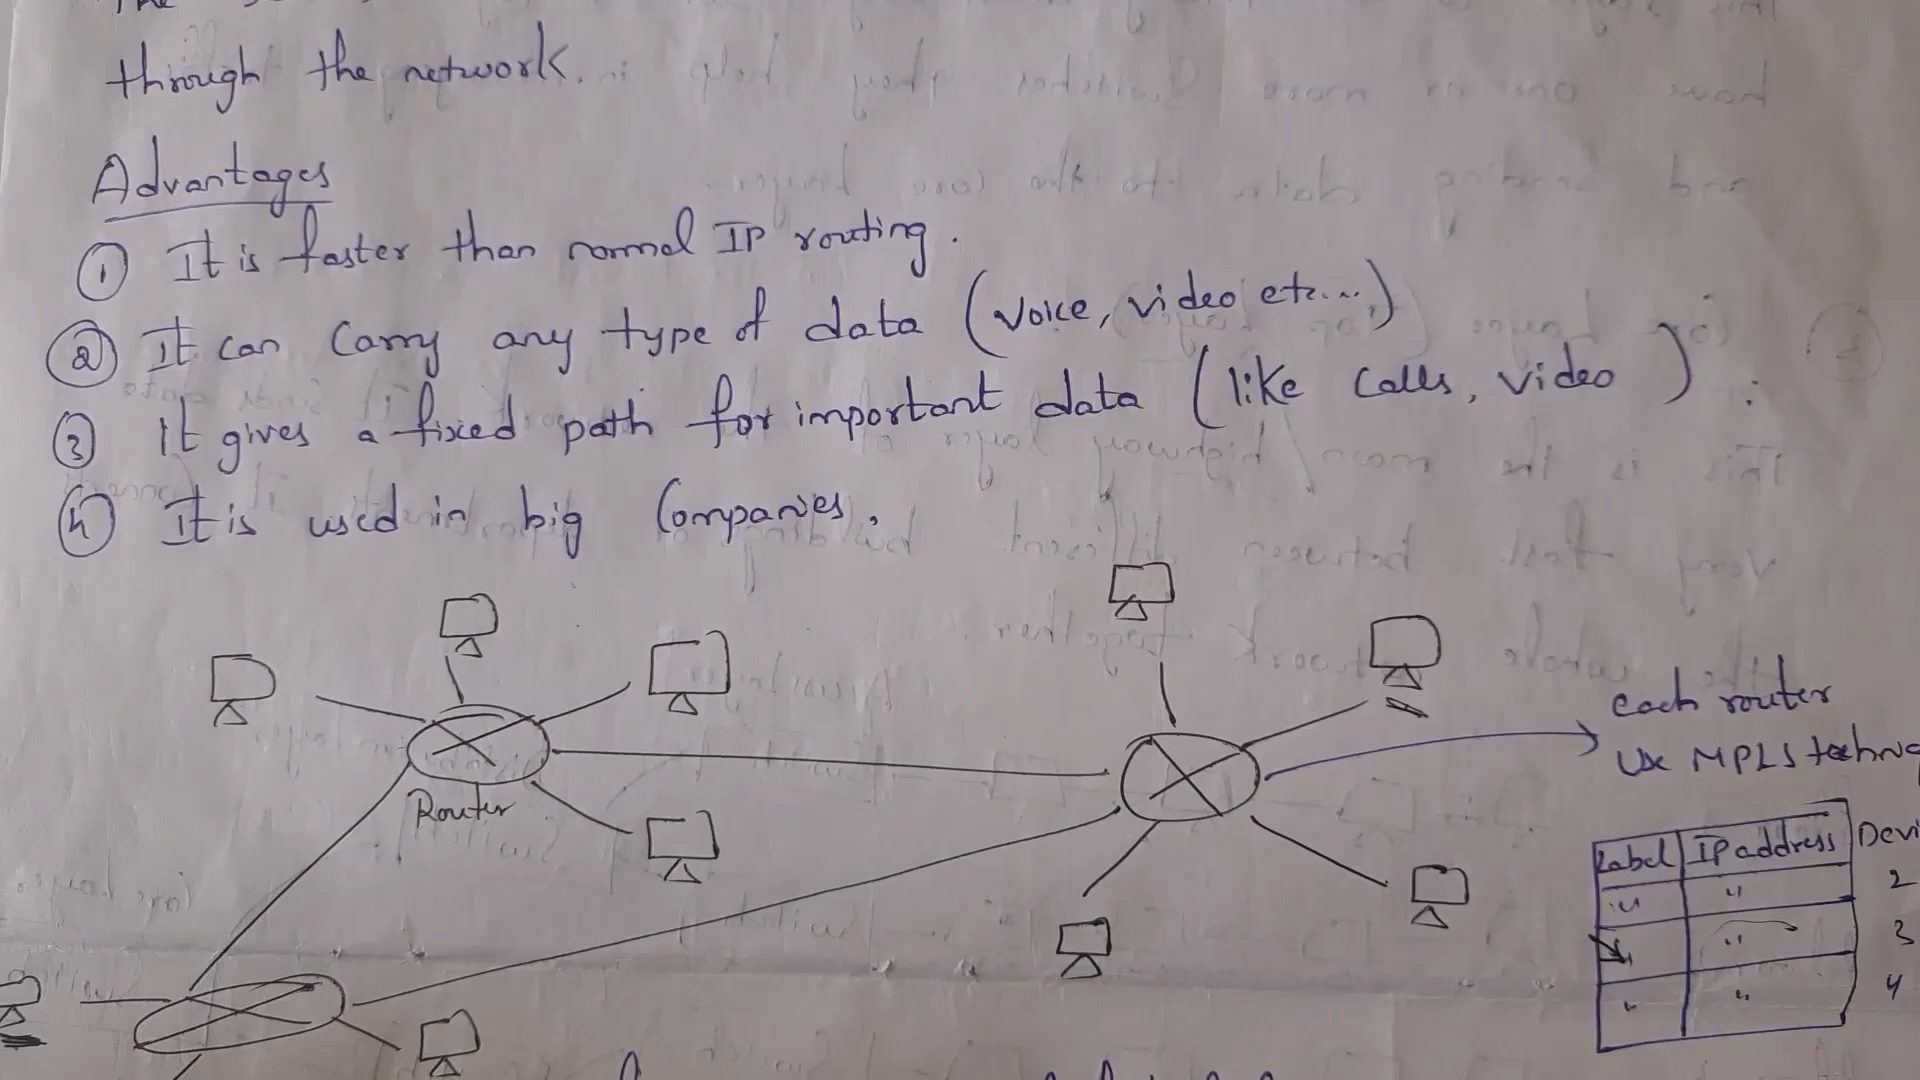 The
through the network.
Advantages
① It is faster than normal IP routing.
② It can carry any type of data (Voice, video etc...)
③ It gives a fixed path for important data (like calls, video).
④ It is used in big Companies.
Router
each router
use MPLS
Label IP address Devi
" " 2
" " 3
" " 4